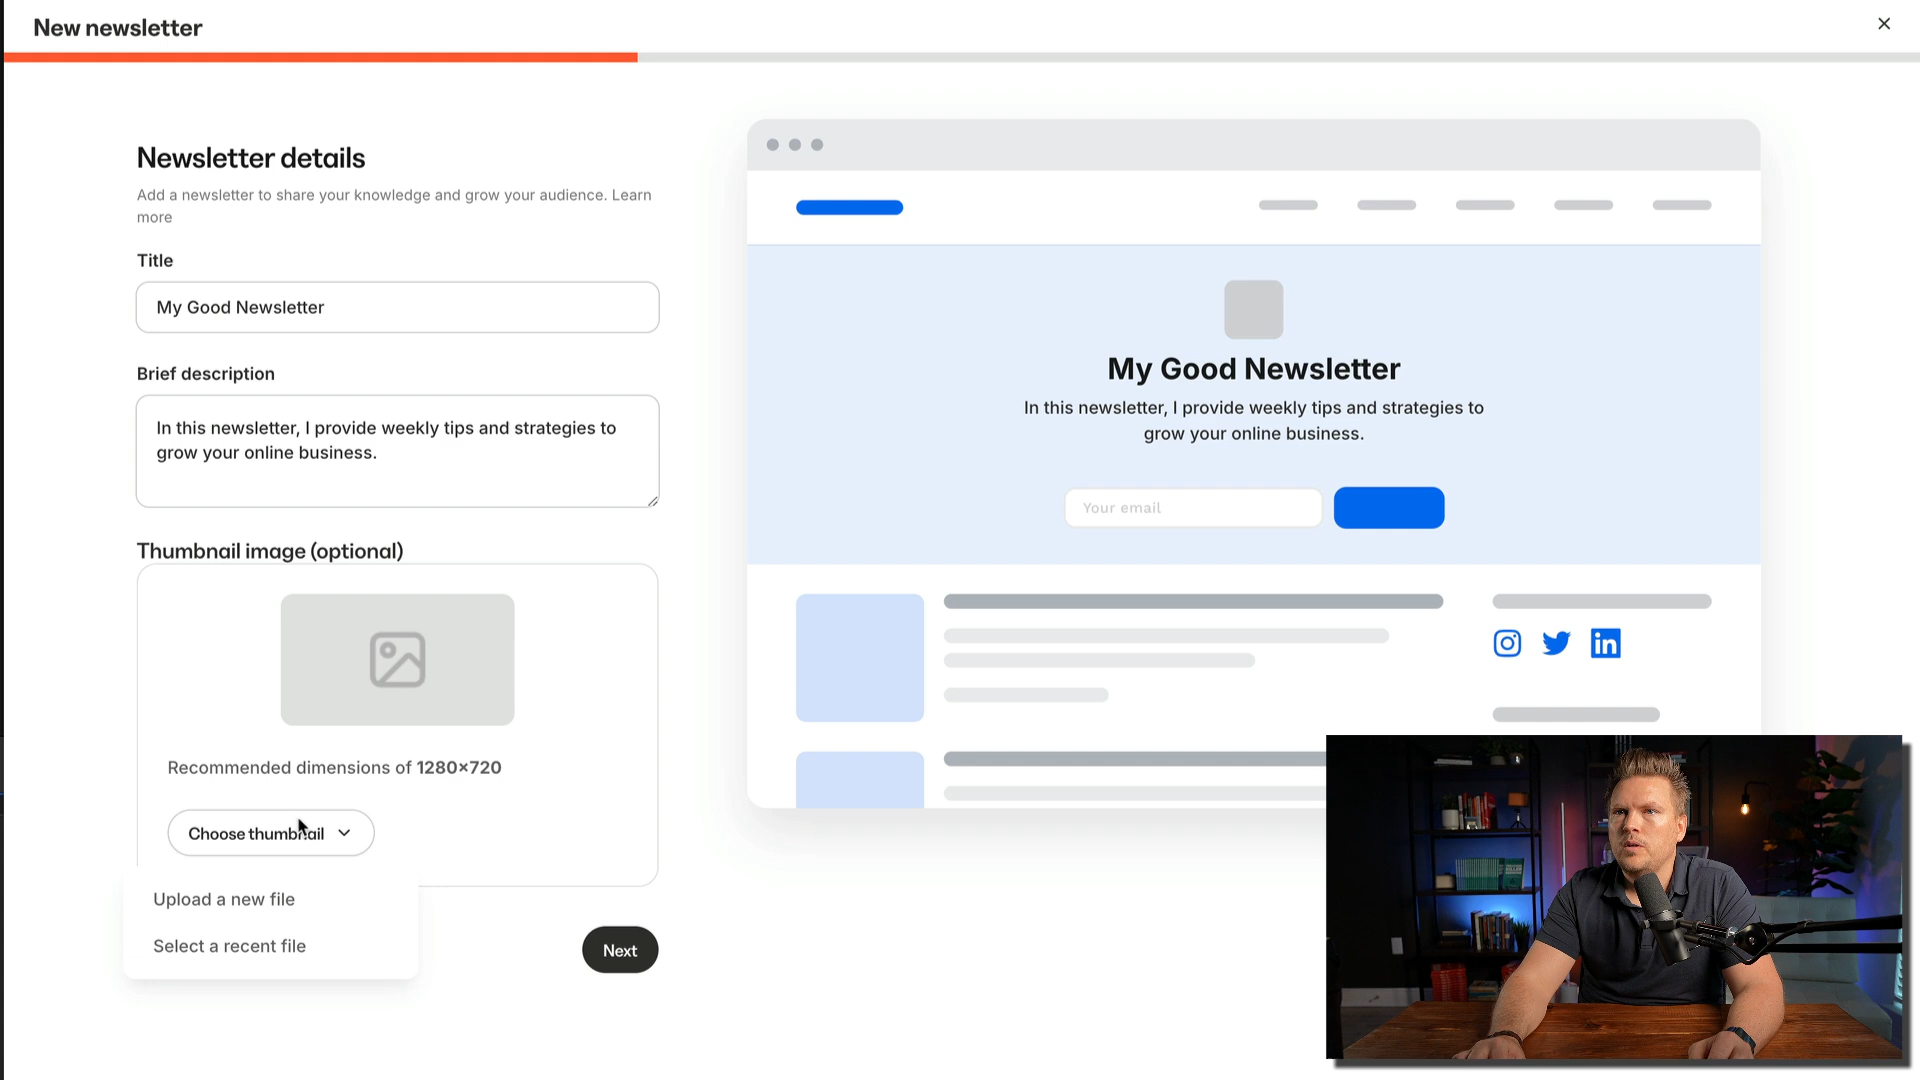 New newsletter
Newsletter details
Add a newsletter to share your knowledge and grow your audience. Learn
more
Title
My Good Newsletter
Brief description
In this newsletter, I provide weekly tips and strategies to
grow your online business.
Thumbnail image (optional)
Recommended dimensions of 1280×720
Choose thumbnail
Upload a new file
Select a recent file
Next
My Good Newsletter
In this newsletter, I provide weekly tips and strategies to
grow your online business.
Your email
in